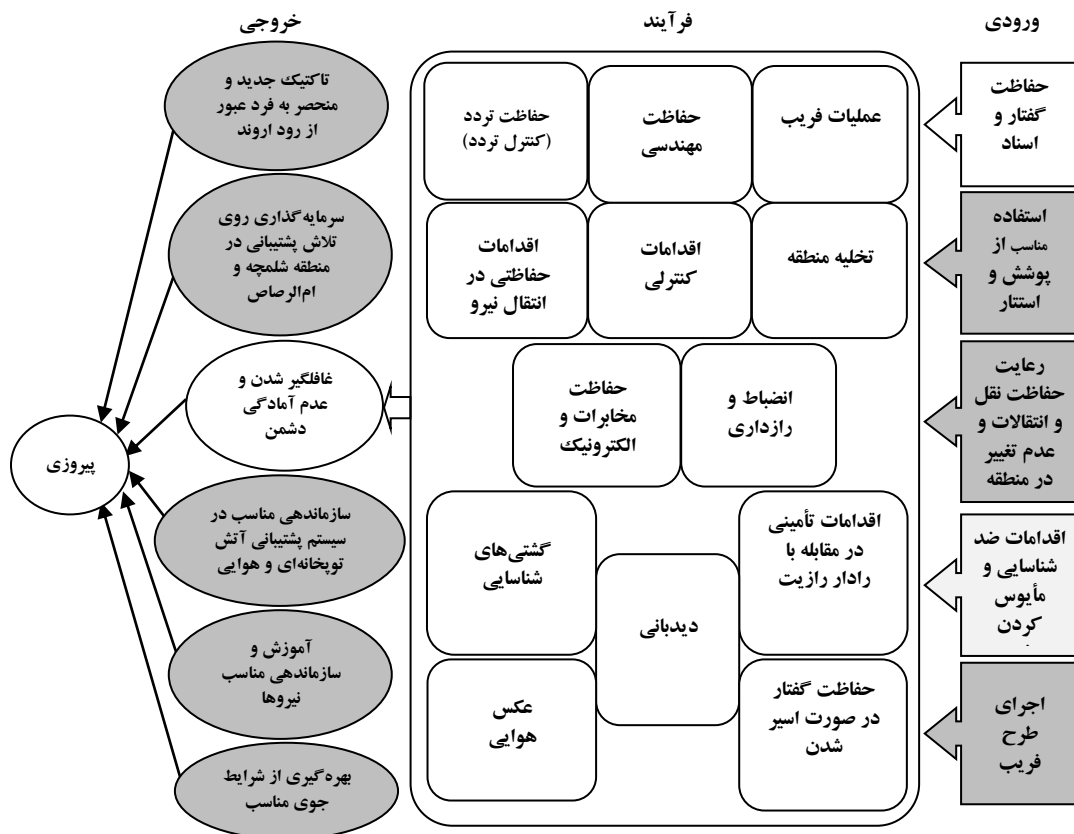 ورودی
فرآیند
خروجی
حفاظت
گفتار و
اسناد
استفاده
مناسب از
پوشش و
استتار
رعایت
حفاظت نقل
و انتقالات و
عدم تغییر
در منطقه
اقدامات ضد
شناسایی و
مأیوس
کردن
اجرای
طرح
فریب
عملیات فریب
حفاظت
مهندسی
حفاظت تردد
(کنترل تردد)
تخلیه منطقه
اقدامات
کنترلی
اقدامات
حفاظتی در
انتقال نیرو
انضباط و
رازداری
حفاظت
مخابرات و
الکترونیک
اقدامات تأمینی
در مقابله با
رادار رازیت
دیدبانی
گشتی‌های
شناسایی
حفاظت گفتار
در صورت اسیر
شدن
عکس
هوایی
تاکتیک جدید و
منحصر به فرد عبور
از رود اروند
سرمایه‌گذاری روی
تلاش پشتیبانی در
منطقه شلمچه و
ام‌الرصاص
غافلگیر شدن و
عدم آمادگی
دشمن
سازماندهی مناسب در
سیستم پشتیبانی آتش
توپخانه‌ای و هوایی
آموزش و
سازماندهی مناسب
نیروها
بهره‌گیری از شرایط
جوی مناسب
پیروزی